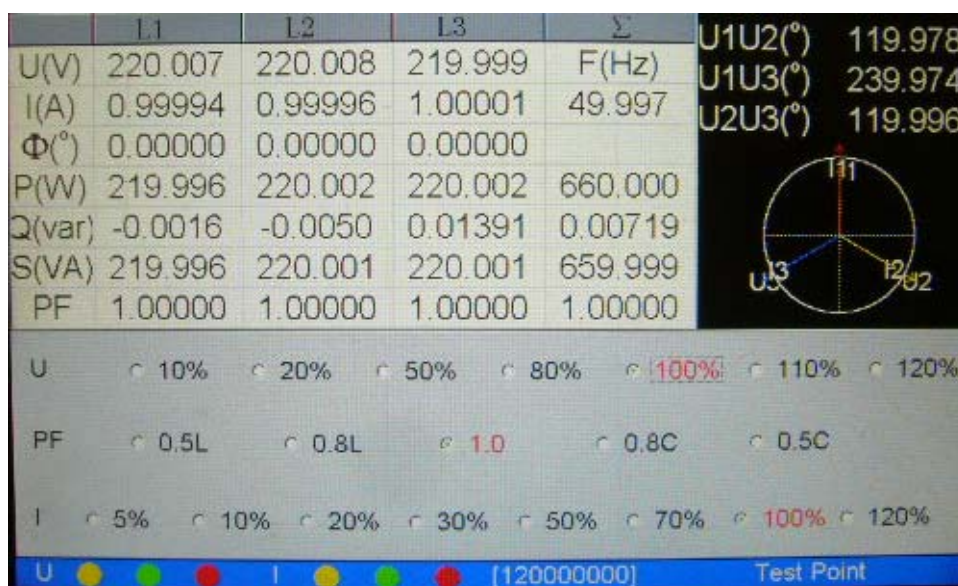 L1 L2 L3 Σ
U(V) 220.007 220.008 219.999 F(Hz)
I(A) 0.99994 0.99996 1.00001 49.997
Φ(°) 0.00000 0.00000 0.00000
P(W) 219.996 220.002 220.002 660.000
Q(var) -0.0016 -0.0050 0.01391 0.00719
S(VA) 219.996 220.001 220.001 659.999
PF 1.00000 1.00000 1.00000 1.00000
U1U2(°) 119.978
U1U3(°) 239.974
U2U3(°) 119.996
I3 U3 I2 U2
U 10% 20% 50% 80% 100% 110% 120%
PF 0.5L 0.8L 1.0 0.8C 0.5C
I 5% 10% 20% 30% 50% 70% 100% 120%
U I [120000000] Test Point